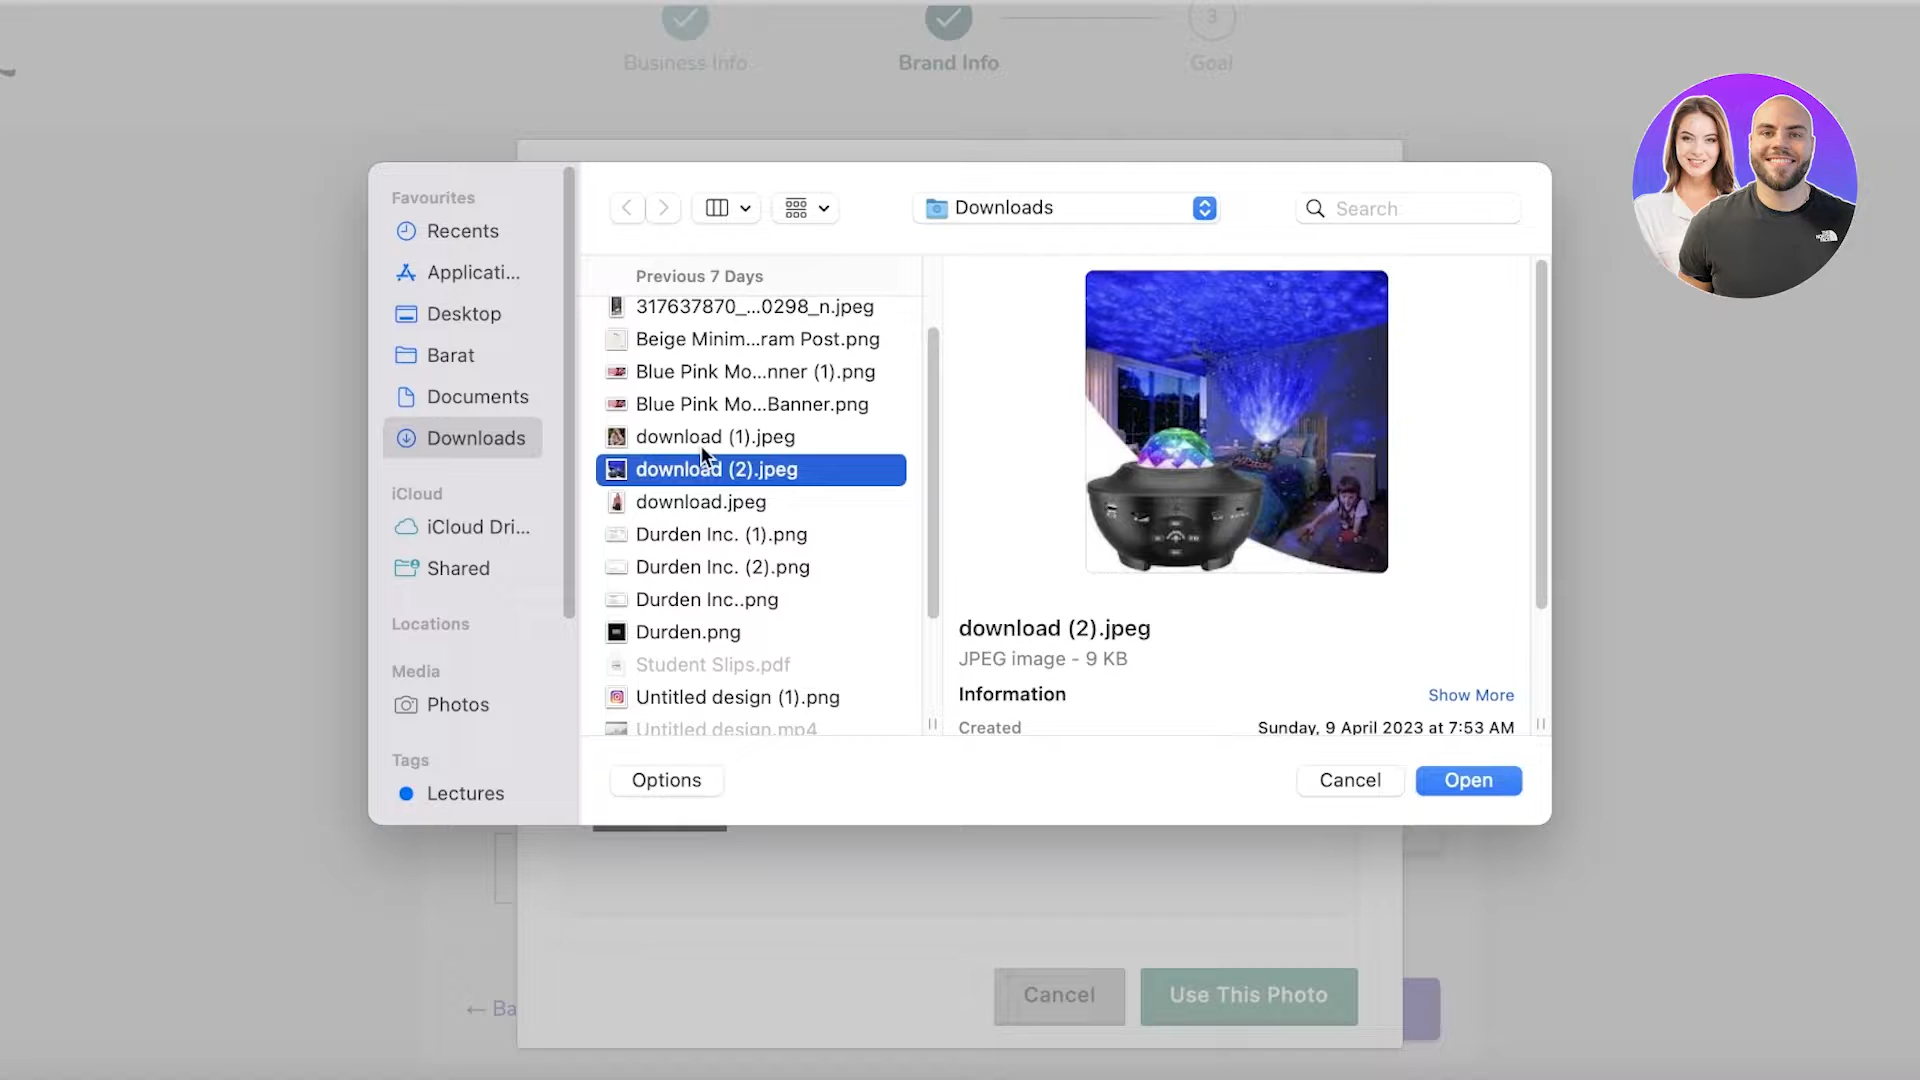 3
Business Info
Brand Info
Goal
Favourites
Recents
Applicati...
Desktop
Barat
Documents
Downloads
iCloud
iCloud Dri...
Shared
Locations
Media
Photos
Tags
Lectures
Downloads
Search
Previous 7 Days
317637870_...0298_n.jpeg
Beige Minim...ram Post.png
Blue Pink Mo...nner (1).png
Blue Pink Mo...Banner.png
download (1).jpeg
download (2).jpeg
download.jpeg
Durden Inc. (1).png
Durden Inc. (2).png
Durden Inc..png
Durden.png
Student Slips.pdf
Untitled design (1).png
Untitled design.mp4
download (2).jpeg
JPEG image - 9 KB
Information
Show More
Created
Sunday, 9 April 2023 at 7:53 AM
Options
Cancel
Open
← Ba
Cancel
Use This Photo